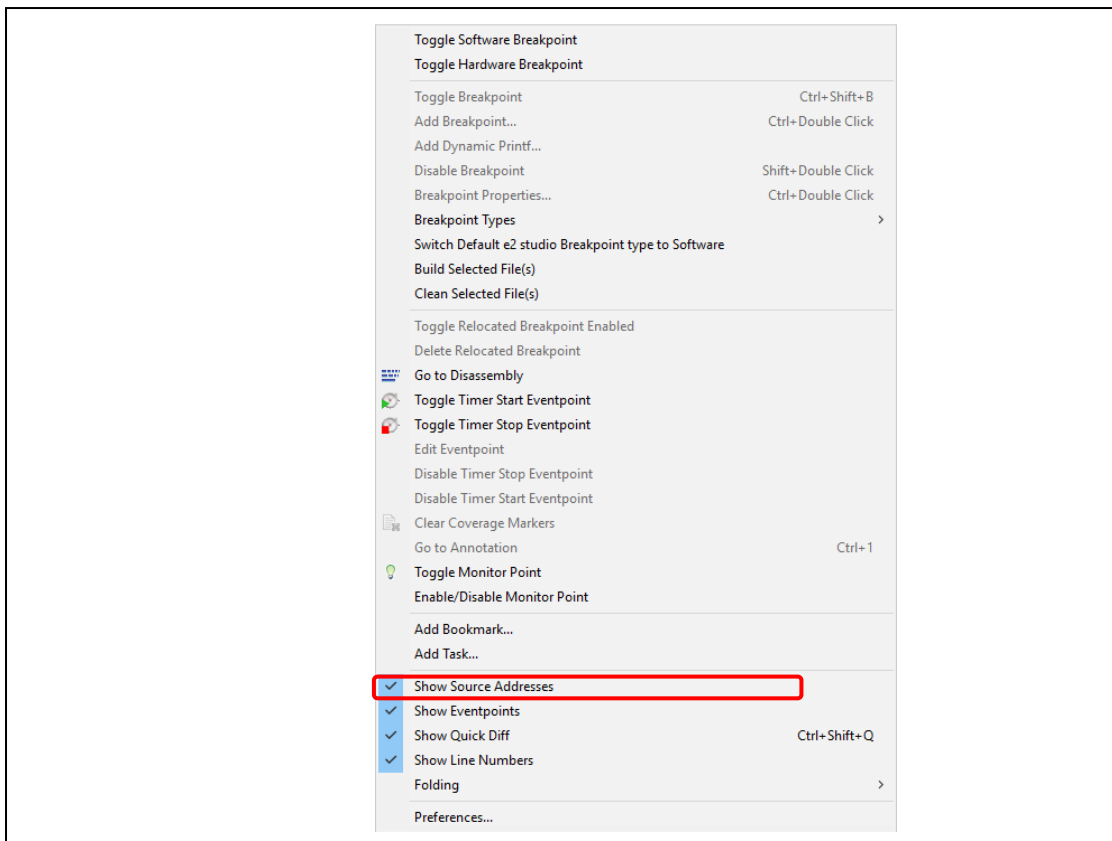 Toggle Software Breakpoint
Toggle Hardware Breakpoint
Toggle Breakpoint Ctrl+Shift+B
Add Breakpoint... Ctrl+Double Click
Add Dynamic Printf...
Disable Breakpoint Shift+Double Click
Breakpoint Properties... Ctrl+Double Click
Breakpoint Types >
Switch Default e2 studio Breakpoint type to Software
Build Selected File(s)
Clean Selected File(s)
Toggle Relocated Breakpoint Enabled
Delete Relocated Breakpoint
Go to Disassembly
Toggle Timer Start Eventpoint
Toggle Timer Stop Eventpoint
Edit Eventpoint
Disable Timer Stop Eventpoint
Disable Timer Start Eventpoint
Clear Coverage Markers
Go to Annotation Ctrl+1
Toggle Monitor Point
Enable/Disable Monitor Point
Add Bookmark...
Add Task...
Show Source Addresses
Show Eventpoints
Show Quick Diff Ctrl+Shift+Q
Show Line Numbers
Folding >
Preferences...